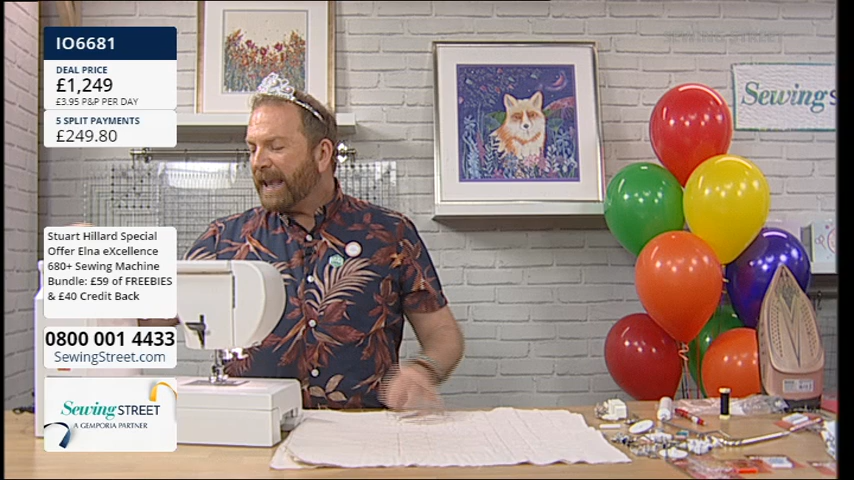 IO6681
DEAL PRICE
£1,249
£3.95 P&P PER DAY
5 SPLIT PAYMENTS
£249.80
Stuart Hillard Special
Offer Elna eXcellence
680+ Sewing Machine
Bundle: £59 of FREEBIES
& £40 Credit Back
0800 001 4433
SewingStreet.com
Sewing STREET
A GEMPORIA PARTNER
SEWING STREET
SewingS